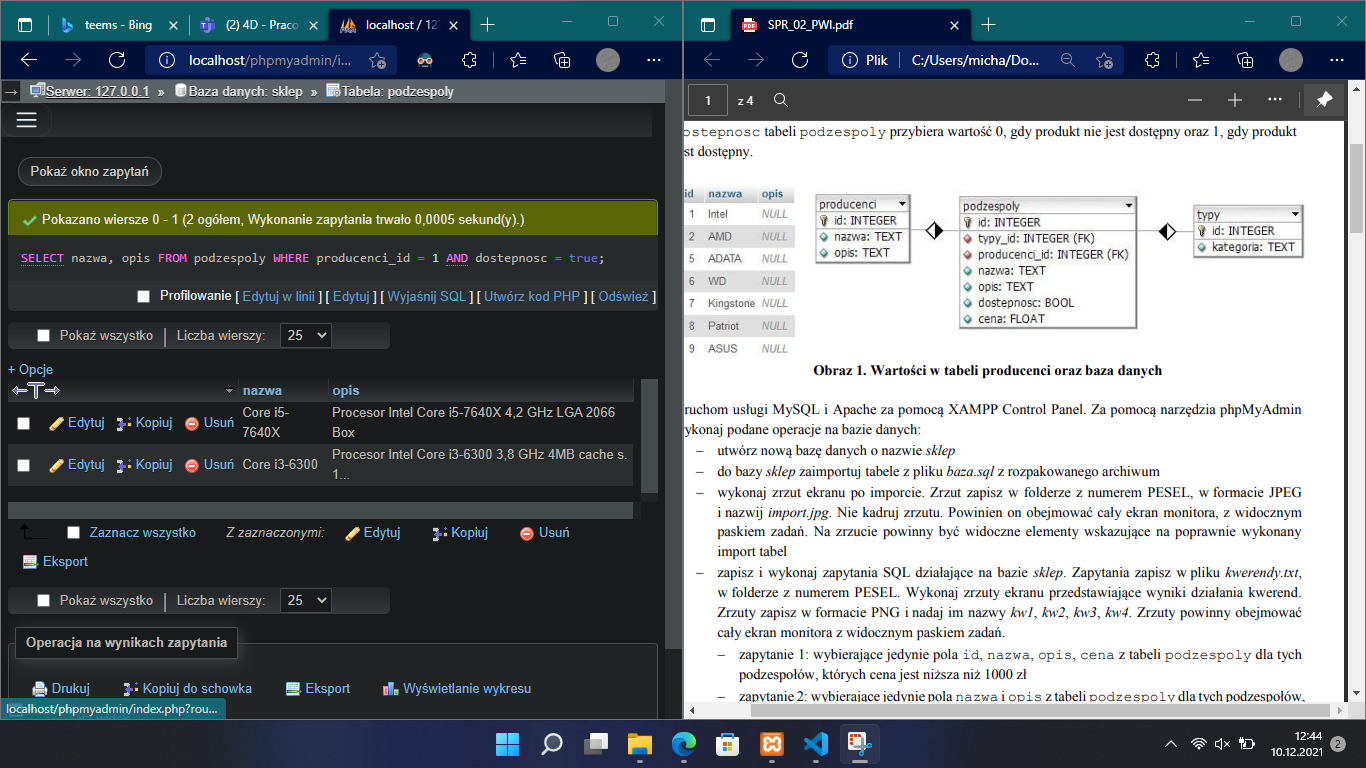 teems - Bing
(2) 4D - Praco
localhost / 12
localhost/phpmyadmin/i...
Serwer: 127.0.0.1 » Baza danych: sklep » Tabela: podzespoly
Pokaż okno zapytań
Pokazano wiersze 0 - 1 (2 ogółem, Wykonanie zapytania trwało 0,0005 sekund(y).)
SELECT nazwa, opis FROM podzespoly WHERE producenci_id = 1 AND dostepnosc = true;
Profilowanie [ Edytuj w linii ] [ Edytuj ] [ Wyjaśnij SQL ] [ Utwórz kod PHP ] [ Odśwież ]
Pokaż wszystko | Liczba wierszy: 25
+ Opcje
←T→ nazwa opis
Edytuj Kopiuj Usuń Core i5-7640X Procesor Intel Core i5-7640X 4,2 GHz LGA 2066 Box
Edytuj Kopiuj Usuń Core i3-6300 Procesor Intel Core i3-6300 3,8 GHz 4MB cache s. 1...
Zaznacz wszystko Z zaznaczonymi: Edytuj Kopiuj Usuń
Eksport
Pokaż wszystko | Liczba wierszy: 25
Operacja na wynikach zapytania
Drukuj Kopiuj do schowka Eksport Wyświetlanie wykresu
localhost/phpmyadmin/index.php?rou...
SPR_02_PWI.pdf
Plik C:/Users/micha/Do...
1 z 4
ostepnosc tabeli podzespoly przybiera wartość 0, gdy produkt nie jest dostępny oraz 1, gdy produkt
st dostępny.
id nazwa opis
1 Intel NULL
2 AMD NULL
5 ADATA NULL
6 WD NULL
7 Kingstone NULL
8 Patriot NULL
9 ASUS NULL
producenci
id: INTEGER
nazwa: TEXT
opis: TEXT
podzespoly
id: INTEGER
typy_id: INTEGER (FK)
producenci_id: INTEGER (FK)
nazwa: TEXT
opis: TEXT
dostepnosc: BOOL
cena: FLOAT
typy
id: INTEGER
kategoria: TEXT
Obraz 1. Wartości w tabeli producenci oraz baza danych
ruchom usługi MySQL i Apache za pomocą XAMPP Control Panel. Za pomocą narzędzia phpMyAdmin
ykonaj podane operacje na bazie danych:
– utwórz nową bazę danych o nazwie sklep
– do bazy sklep zaimportuj tabele z pliku baza.sql z rozpakowanego archiwum
– wykonaj zrzut ekranu po imporcie. Zrzut zapisz w folderze z numerem PESEL, w formacie JPEG
i nazwij import.jpg. Nie kadruj zrzutu. Powinien on obejmować cały ekran monitora, z widocznym
paskiem zadań. Na zrzucie powinny być widoczne elementy wskazujące na poprawnie wykonany
import tabel
– zapisz i wykonaj zapytania SQL działające na bazie sklep. Zapytania zapisz w pliku kwerendy.txt,
w folderze z numerem PESEL. Wykonaj zrzuty ekranu przedstawiające wyniki działania kwerend.
Zrzuty zapisz w formacie PNG i nadaj im nazwy kw1, kw2, kw3, kw4. Zrzuty powinny obejmować
cały ekran monitora z widocznym paskiem zadań.
– zapytanie 1: wybierające jedynie pola id, nazwa, opis, cena z tabeli podzespoly dla tych
podzespołów, których cena jest niższa niż 1000 zł
– zapytanie 2: wybierające jedynie pola nazwa i opis z tabeli podzespoly dla tych podzespołów,
12:44
10.12.2021
2